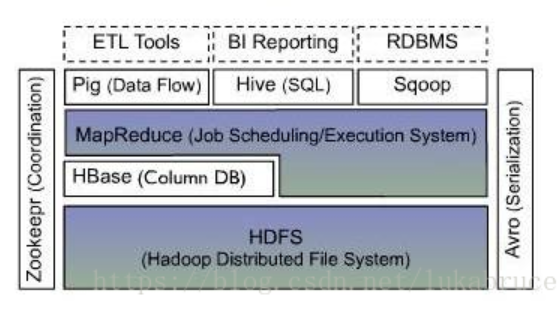 ETL Tools
BI Reporting
RDBMS
Pig (Data Flow)
Hive (SQL)
Sqoop
MapReduce (Job Scheduling/Execution System)
HBase (Column DB)
HDFS
(Hadoop Distributed File System)
Zookeepr (Coordination)
Avro (Serialization)
https://blog.csdn.net/lukabruce